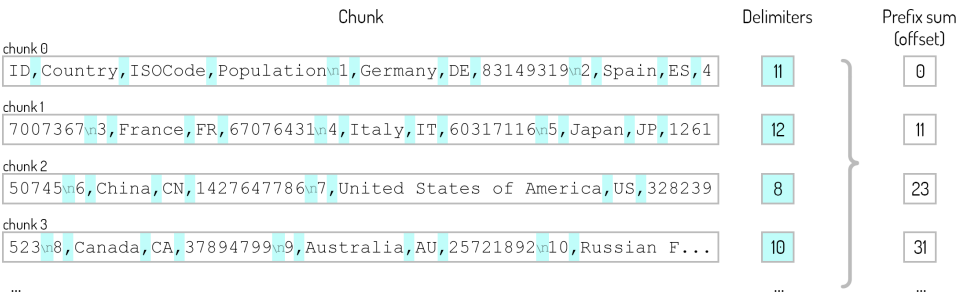 Chunk Delimiters Prefix sum
(offset)
chunk 0
ID,Country,ISOCode,Population\n1,Germany,DE,83149319\n2,Spain,ES,4 11 0
chunk 1
7007367\n3,France,FR,67076431\n4,Italy,IT,60317116\n5,Japan,JP,1261 12 11
chunk 2
50745\n6,China,CN,1427647786\n7,United States of America,US,328239 8 23
chunk 3
523\n8,Canada,CA,37894799\n9,Australia,AU,25721892\n10,Russian F... 10 31
... ... ...